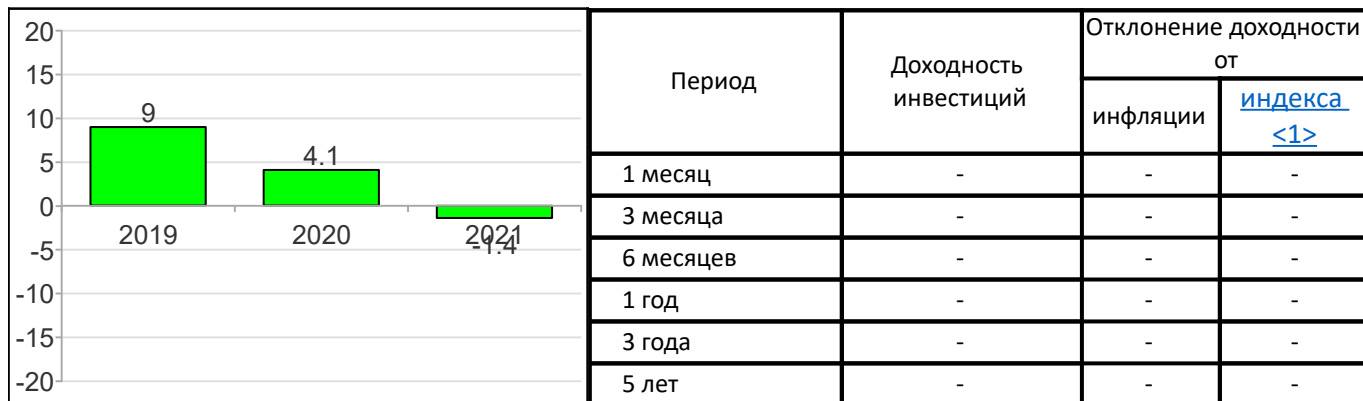 20
15
10
5
0
-5
-10
-15
-20
9
4.1
-1.4
2019
2020
2021
Период
Доходность
инвестиций
Отклонение доходности
от
инфляции
индекса
<1>
1 месяц - - -
3 месяца - - -
6 месяцев - - -
1 год - - -
3 года - - -
5 лет - - -